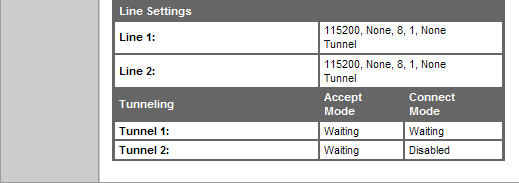 Line Settings
Line 1: 115200, None, 8, 1, None
Tunnel
Line 2: 115200, None, 8, 1, None
Tunnel
Tunneling Accept Mode Connect Mode
Tunnel 1: Waiting Waiting
Tunnel 2: Waiting Disabled